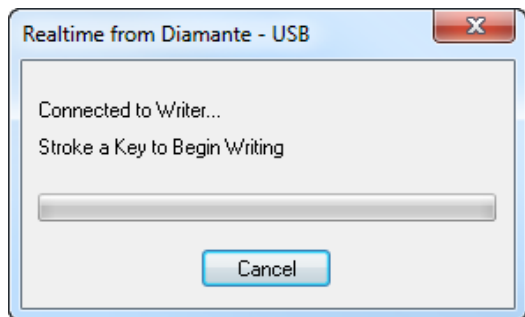 Realtime from Diamante - USB
Connected to Writer...
Stroke a Key to Begin Writing
Cancel